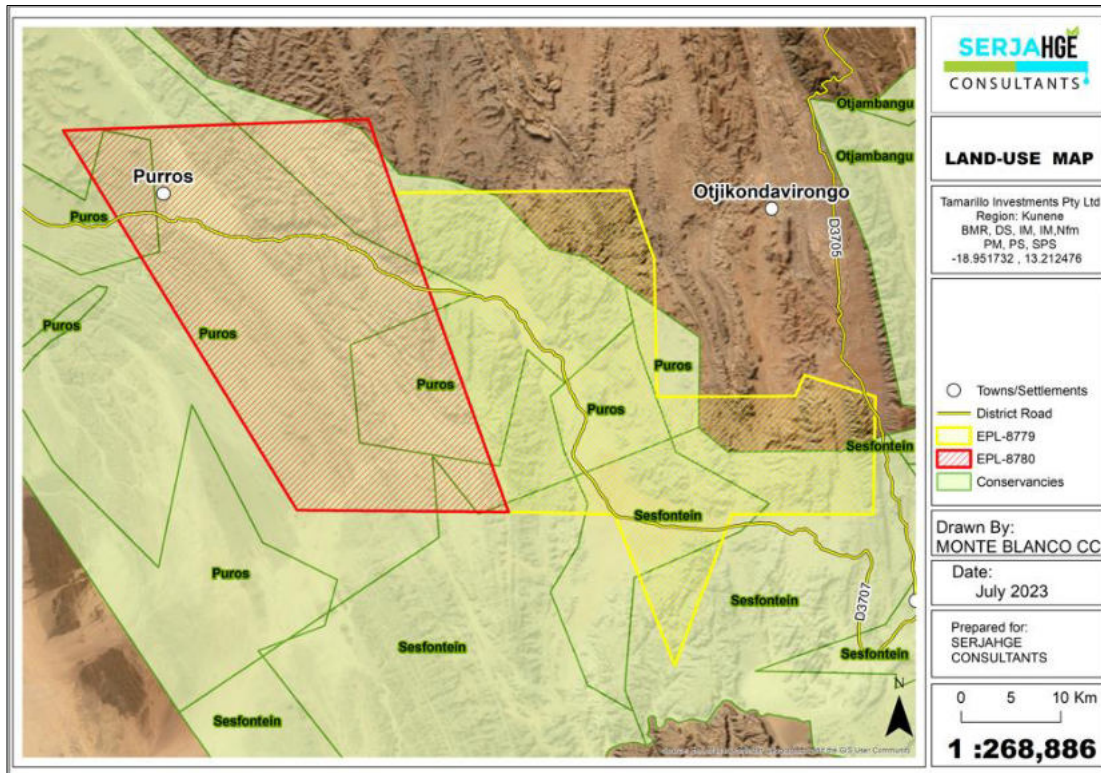 Otjambangu
Otjambangu
Purros
Otjikondavirongo
D3705
Puros
Puros
Puros
Puros
Puros
Puros
Sesfontein
Sesfontein
Puros
Sesfontein
D3707
Sesfontein
Sesfontein
Sesfontein
N
GIS User Community
SERJAHGE
CONSULTANTS
LAND-USE MAP
Tamarillo Investments Pty Ltd
Region: Kunene
BMR, DS, IM, IM,Nfm
PM, PS, SPS
-18.951732 , 13.212476
Towns/Settlements
District Road
EPL-8779
EPL-8780
Conservancies
Drawn By:
MONTE BLANCO CC
Date:
July 2023
Prepared for:
SERJAHGE
CONSULTANTS
0 5 10 Km
1 :268,886